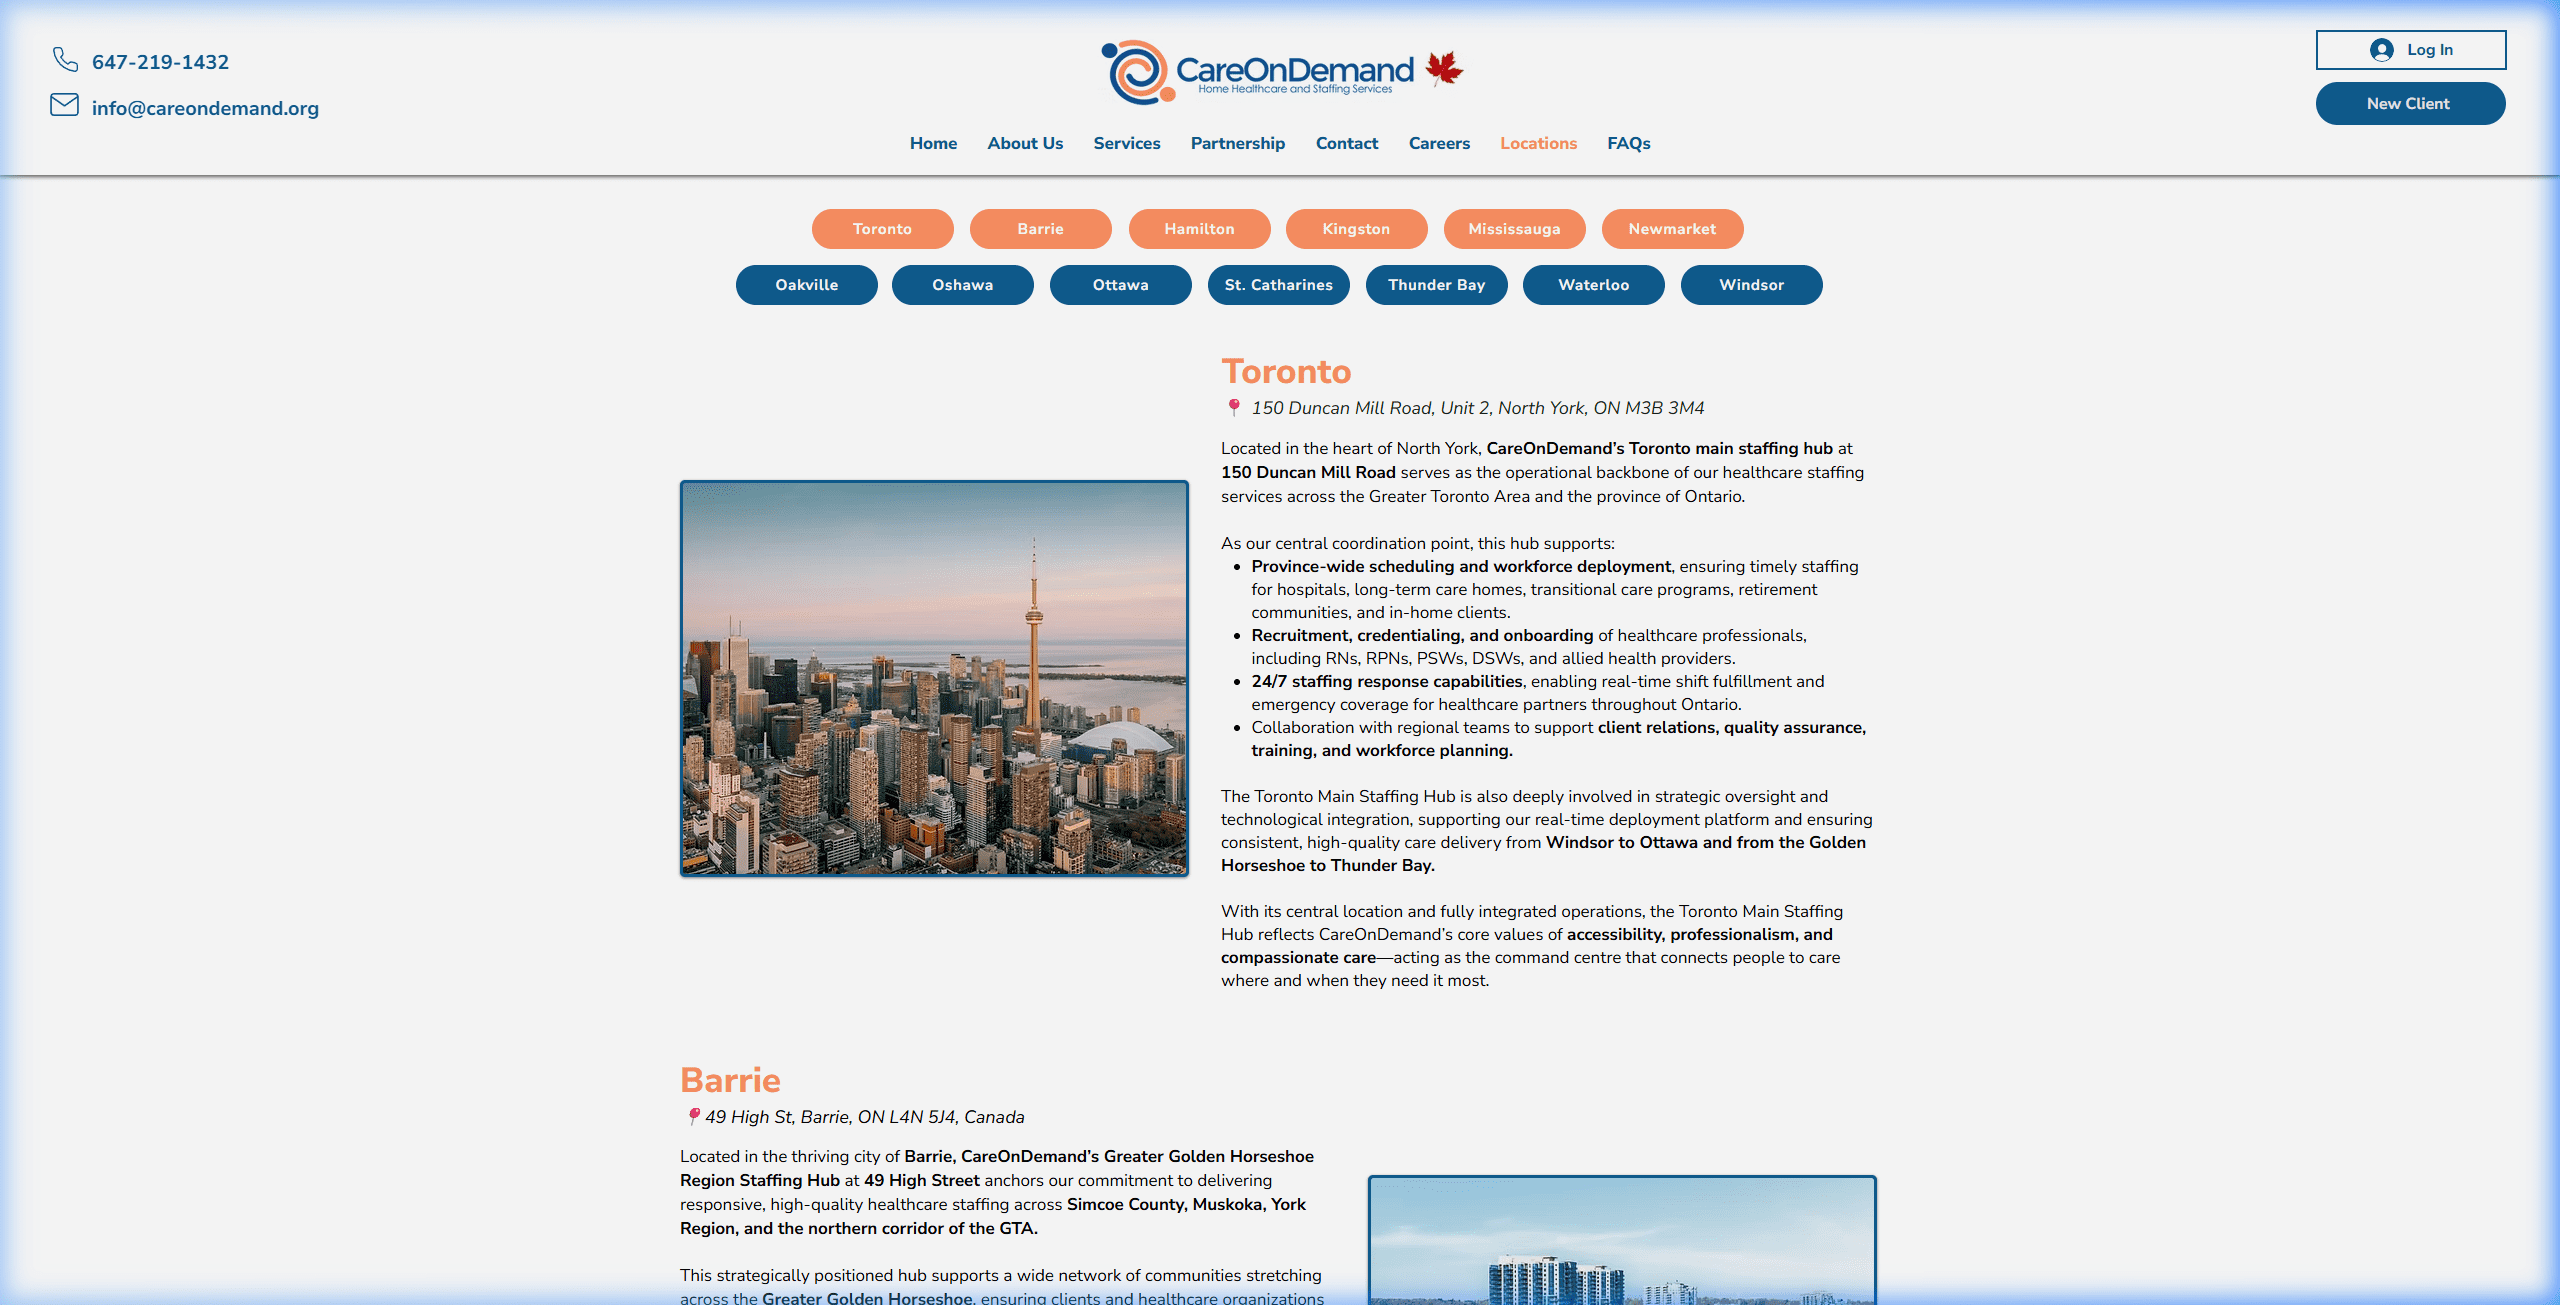 647-219-1432
info@careondemand.org
CareOnDemand
Home Healthcare and Staffing Services
Log In
New Client
Home About Us Services Partnership Contact Careers Locations FAQs
Toronto Barrie Hamilton Kingston Mississauga Newmarket
Oakville Oshawa Ottawa St. Catharines Thunder Bay Waterloo Windsor
Toronto
150 Duncan Mill Road, Unit 2, North York, ON M3B 3M4
Located in the heart of North York, CareOnDemand's Toronto main staffing hub at
150 Duncan Mill Road serves as the operational backbone of our healthcare staffing
services across the Greater Toronto Area and the province of Ontario.
As our central coordination point, this hub supports:
• Province-wide scheduling and workforce deployment, ensuring timely staffing
for hospitals, long-term care homes, transitional care programs, retirement
communities, and in-home clients.
• Recruitment, credentialing, and onboarding of healthcare professionals,
including RNs, RPNs, PSWs, DSWs, and allied health providers.
• 24/7 staffing response capabilities, enabling real-time shift fulfillment and
emergency coverage for healthcare partners throughout Ontario.
• Collaboration with regional teams to support client relations, quality assurance,
training, and workforce planning.
The Toronto Main Staffing Hub is also deeply involved in strategic oversight and
technological integration, supporting our real-time deployment platform and ensuring
consistent, high-quality care delivery from Windsor to Ottawa and from the Golden
Horseshoe to Thunder Bay.
With its central location and fully integrated operations, the Toronto Main Staffing
Hub reflects CareOnDemand's core values of accessibility, professionalism, and
compassionate care—acting as the command centre that connects people to care
where and when they need it most.
Barrie
49 High St, Barrie, ON L4N 5J4, Canada
Located in the thriving city of Barrie, CareOnDemand's Greater Golden Horseshoe
Region Staffing Hub at 49 High Street anchors our commitment to delivering
responsive, high-quality healthcare staffing across Simcoe County, Muskoka, York
Region, and the northern corridor of the GTA.
This strategically positioned hub supports a wide network of communities stretching
across the Greater Golden Horseshoe, ensuring clients and healthcare organizations